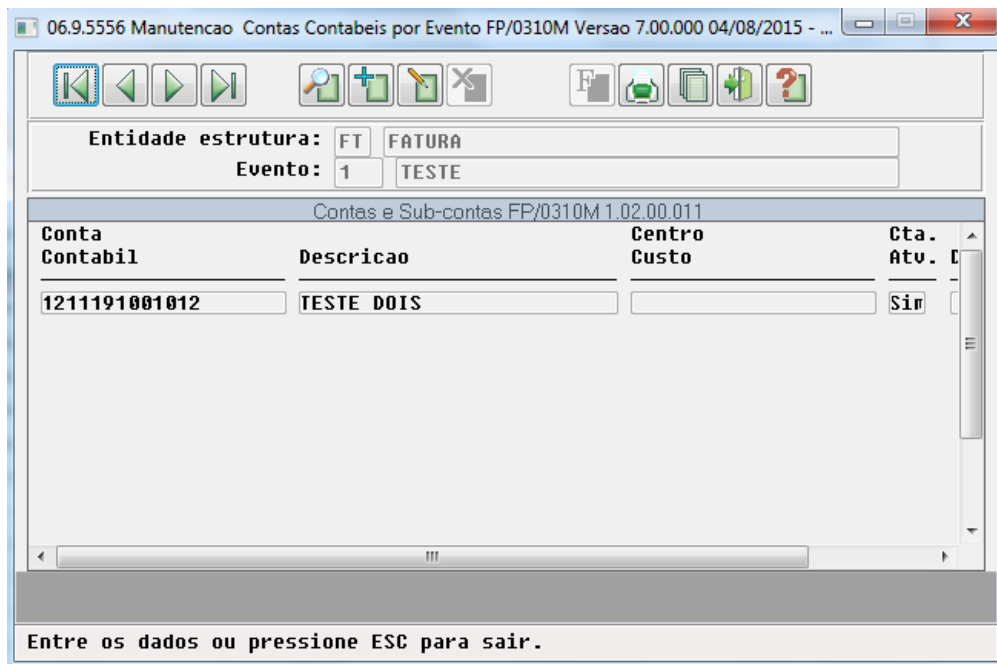 06.9.5556 Manutencao Contas Contabeis por Evento FP/0310M Versao 7.00.000 04/08/2015 - ...
Entidade estrutura: FT FATURA
Evento: 1 TESTE
Contas e Sub-contas FP/0310M 1.02.00.011
Conta Centro Cta.
Contabil Descricao Custo Atv.
1211191001012 TESTE DOIS Sim
Entre os dados ou pressione ESC para sair.